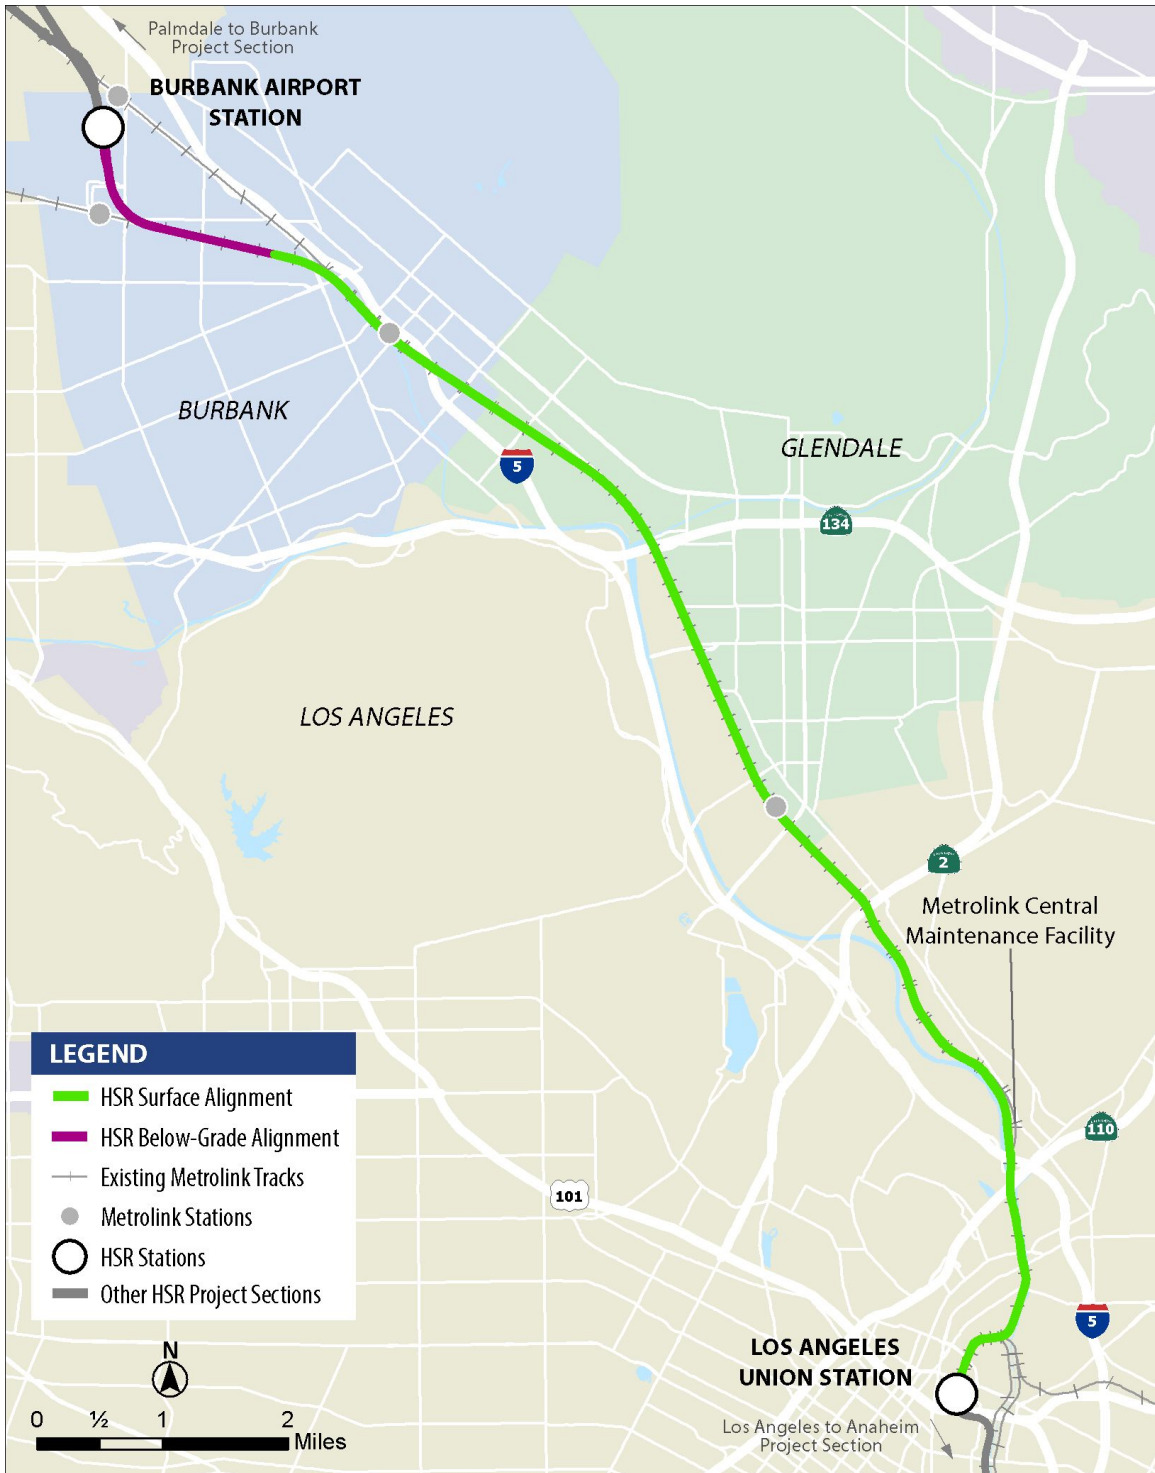 Palmdale to Burbank
Project Section
BURBANK AIRPORT
STATION
BURBANK
GLENDALE
5
134
LOS ANGELES
2
Metrolink Central
Maintenance Facility
LEGEND
HSR Surface Alignment
HSR Below-Grade Alignment
Existing Metrolink Tracks
Metrolink Stations
HSR Stations
Other HSR Project Sections
110
101
5
N
0 ½ 1 2
Miles
LOS ANGELES
UNION STATION
Los Angeles to Anaheim
Project Section